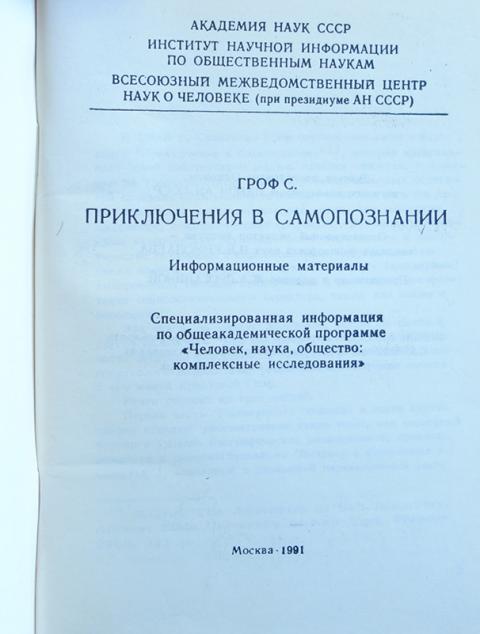 АКАДЕМИЯ НАУК СССР
ИНСТИТУТ НАУЧНОЙ ИНФОРМАЦИИ
ПО ОБЩЕСТВЕННЫМ НАУКАМ
ВСЕСОЮЗНЫЙ МЕЖВЕДОМСТВЕННЫЙ ЦЕНТР
НАУК О ЧЕЛОВЕКЕ (при президиуме АН СССР)
ГРОФ С.
ПРИКЛЮЧЕНИЯ В САМОПОЗНАНИИ
Информационные материалы
Специализированная информация
по общеакадемической программе
«Человек, наука, общество:
комплексные исследования»
Москва · 1991